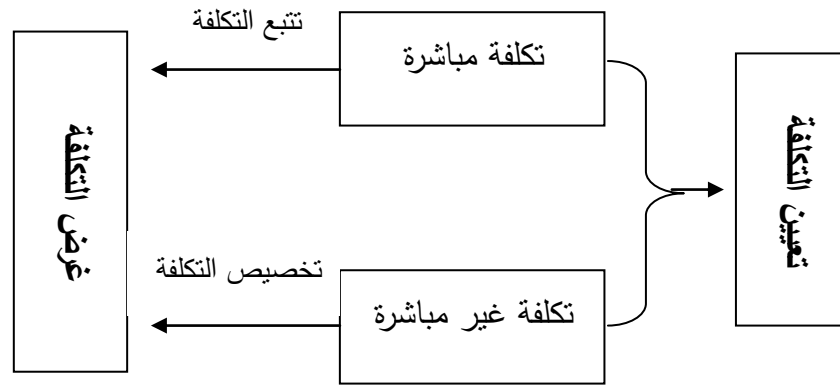 تتبع التكلفة
تكلفة مباشرة
تعيين التكلفة
غرض التكلفة
تخصيص التكلفة
تكلفة غير مباشرة